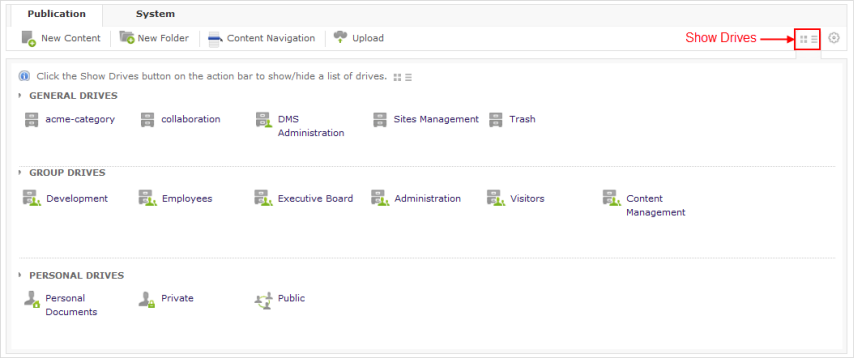 Publication System
New Content New Folder Content Navigation Upload Show Drives
Click the Show Drives button on the action bar to show/hide a list of drives.
GENERAL DRIVES
acme-category collaboration DMS Sites Management Trash
Administration
GROUP DRIVES
Development Employees Executive Board Administration Visitors Content
Management
PERSONAL DRIVES
Personal Private Public
Documents